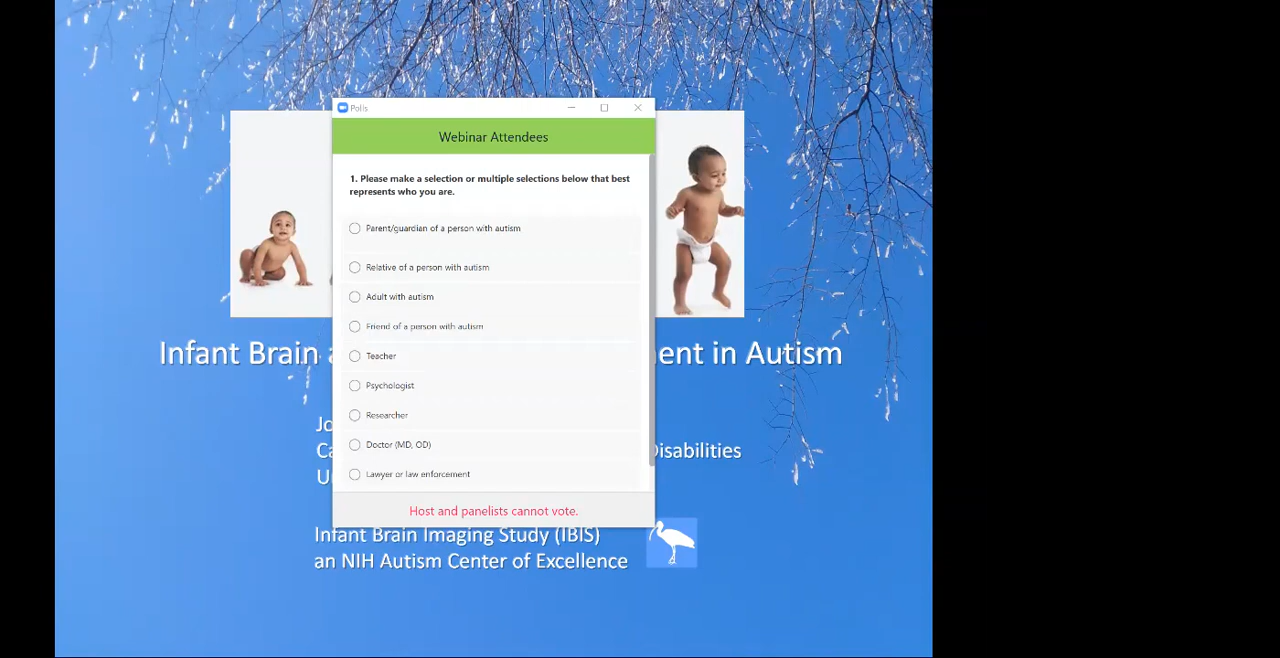 Polls
Webinar Attendees
1. Please make a selection or multiple selections below that best
represents who you are.
Parent/guardian of a person with autism
Relative of a person with autism
Adult with autism
Friend of a person with autism
Teacher
Psychologist
Researcher
Doctor (MD, OD)
Lawyer or law enforcement
Host and panelists cannot vote.
Infant Brain in Autism
Disabilities
Infant Brain Imaging Study (IBIS)
an NIH Autism Center of Excellence